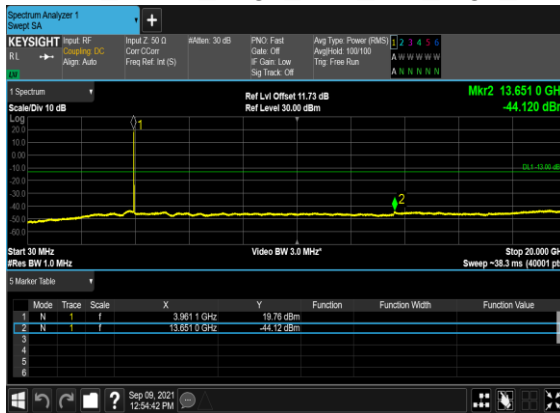 Spectrum Analyzer 1
Swept SA
+
KEYSIGHT Input: RF Input Z: 50 Ω #Atten: 30 dB PNO: Fast Avg Type: Power (RMS) 1 2 3 4 5 6
RL Coupling: DC Corr CCorr Gate: Off Avg|Hold: 100/100 A W W W W W
Align: Auto Freq Ref: Int (S) IF Gain: Low Trig: Free Run
Sig Track: Off A N N N N N
1 Spectrum Ref Lvl Offset 11.73 dB Mkr2 13.651 0 GH
Scale/Div 10 dB Ref Level 30.00 dBm -44.120 dBr
Log
20.0
10.0
0.00
-10.0
-20.0
-30.0
-40.0
-50.0
-60.0
1
DL1 -13.00 dB
2
Start 30 MHz Video BW 3.0 MHz* Stop 20.000 GH
#Res BW 1.0 MHz Sweep ~38.3 ms (40001 pt
5 Marker Table
Mode Trace Scale X Y Function Function Width Function Value
1 N 1 f 3.961 1 GHz 19.76 dBm
2 N 1 f 13.651 0 GHz -44.12 dBm
3
4
5
6
? Sep 09, 2021
12:54:42 PM